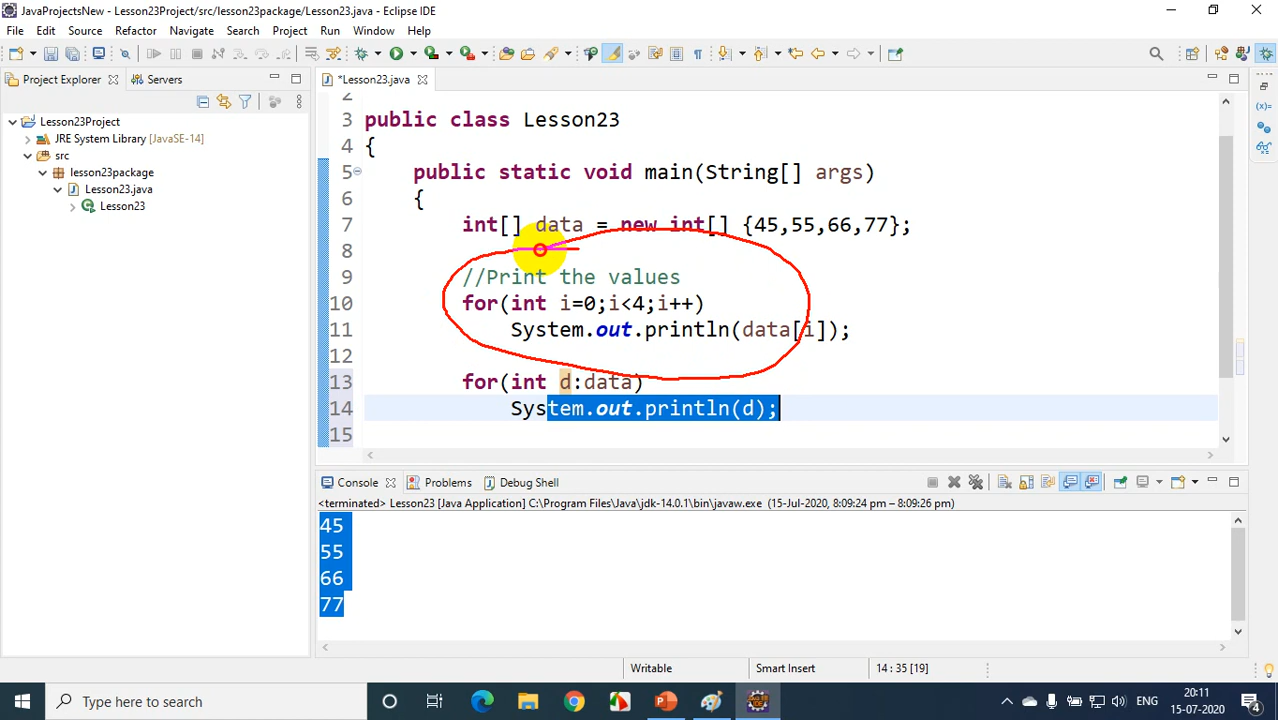 JavaProjectsNew - Lesson23Project/src/lesson23package/Lesson23.java - Eclipse IDE
File Edit Source Refactor Navigate Search Project Run Window Help
Project Explorer Servers
*Lesson23.java
Lesson23Project
JRE System Library [JavaSE-14]
src
lesson23package
Lesson23.java
Lesson23
2
3 public class Lesson23
4 {
5 public static void main(String[] args)
6 {
7 int[] data = new int[] {45,55,66,77};
8
9 //Print the values
10 for(int i=0;i<4;i++)
11 System.out.println(data[i]);
12
13 for(int d:data)
14 System.out.println(d);
15
Console Problems Debug Shell
<terminated> Lesson23 [Java Application] C:\Program Files\Java\jdk-14.0.1\bin\javaw.exe (15-Jul-2020, 8:09:24 pm – 8:09:26 pm)
45
55
66
77
Writable Smart Insert 14 : 35 [19]
Type here to search
ENG 20:11
15-07-2020
4